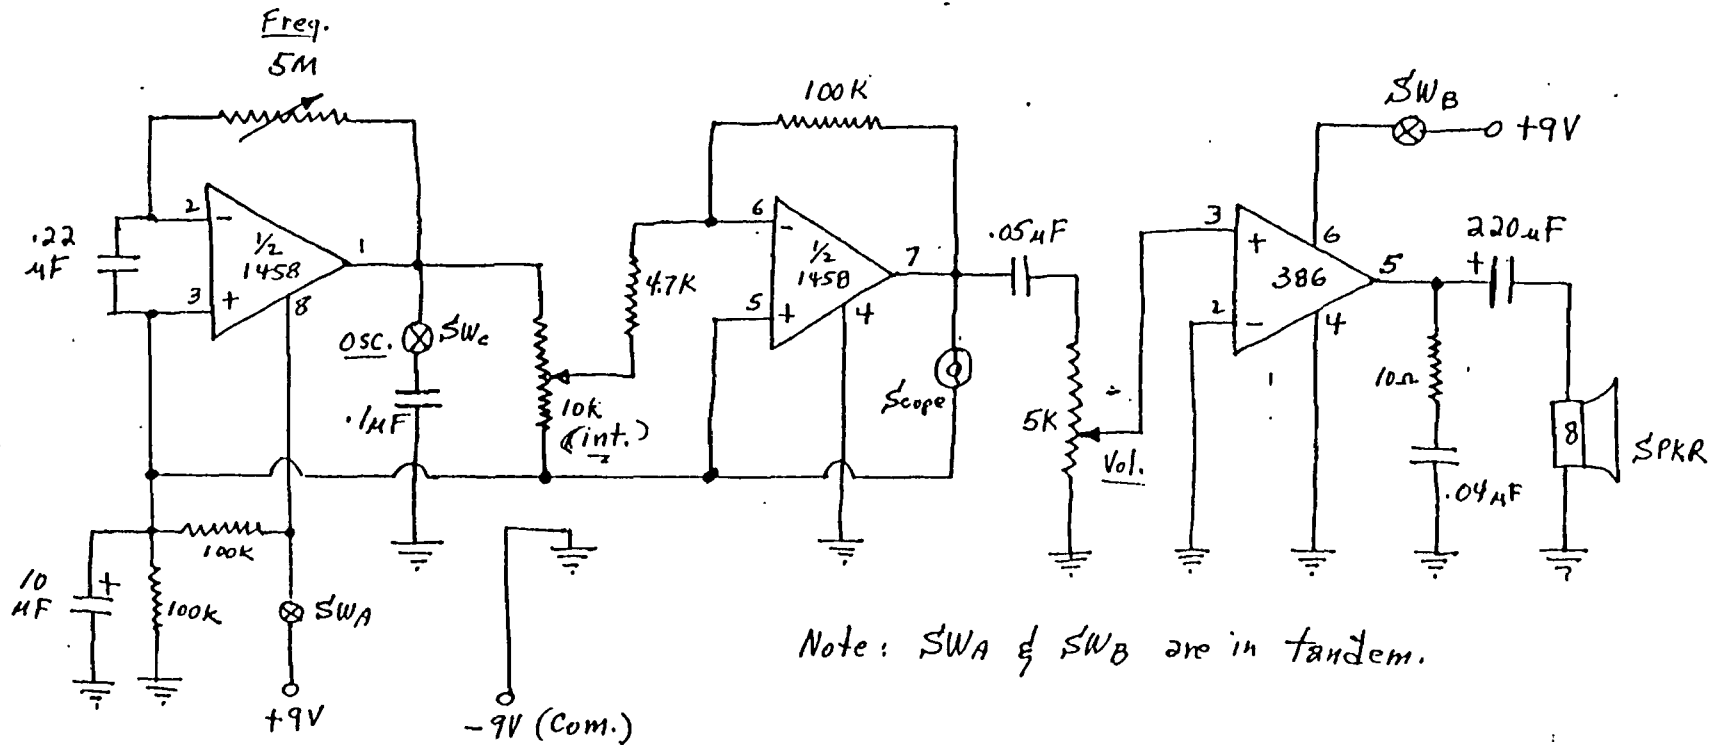 Freq.
5M
.22
µF
2
-
1/2
1458
1
3
+
8
OSC.
SWc
.1µF
10K
(int.)
100K
100K
10
µF
+
SWA
+9V
-9V (Com.)
100K
4.7K
6
-
1/2
1458
7
5
+
4
Scope
.05µF
5K
Vol.
SWB
+9V
3
+
6
386
5
2
-
4
220µF
+
10Ω
.04µF
8
SPKR
Note: SWA & SWB are in tandem.